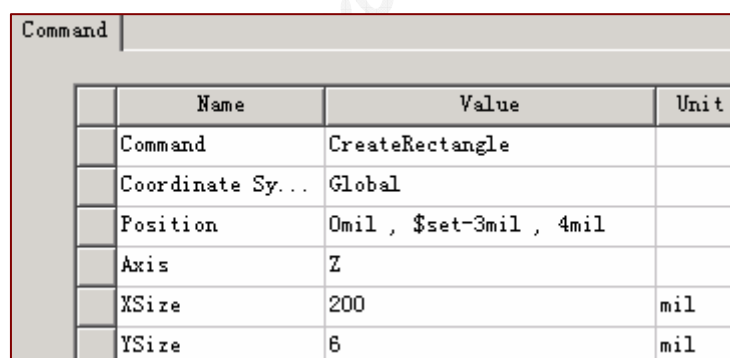 Command
Name Value Unit
Command CreateRectangle
Coordinate Sy... Global
Position 0mil , $set-3mil , 4mil
Axis Z
XSize 200 mil
YSize 6 mil